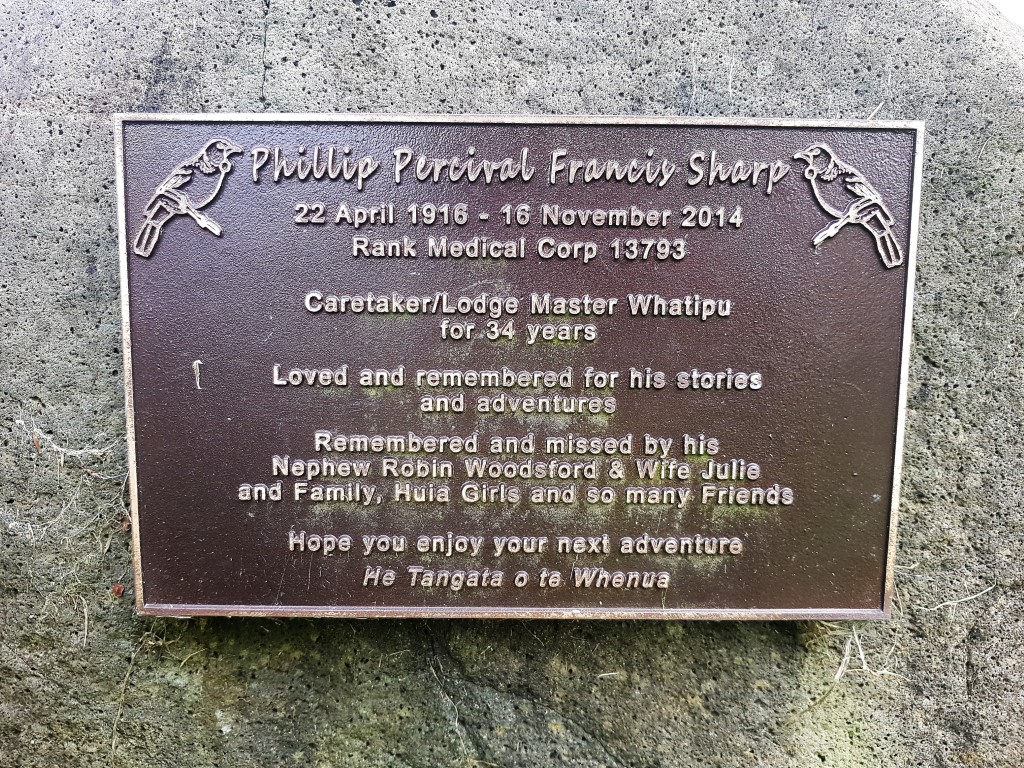 Phillip Percival Francis Sharp
22 April 1916 - 16 November 2014
Rank Medical Corp 13793
Caretaker/Lodge Master Whatipu
for 34 years
Loved and remembered for his stories
and adventures
Remembered and missed by his
Nephew Robin Woodsford & Wife Julie
and Family, Huia Girls and so many Friends
Hope you enjoy your next adventure
He Tangata o te Whenua